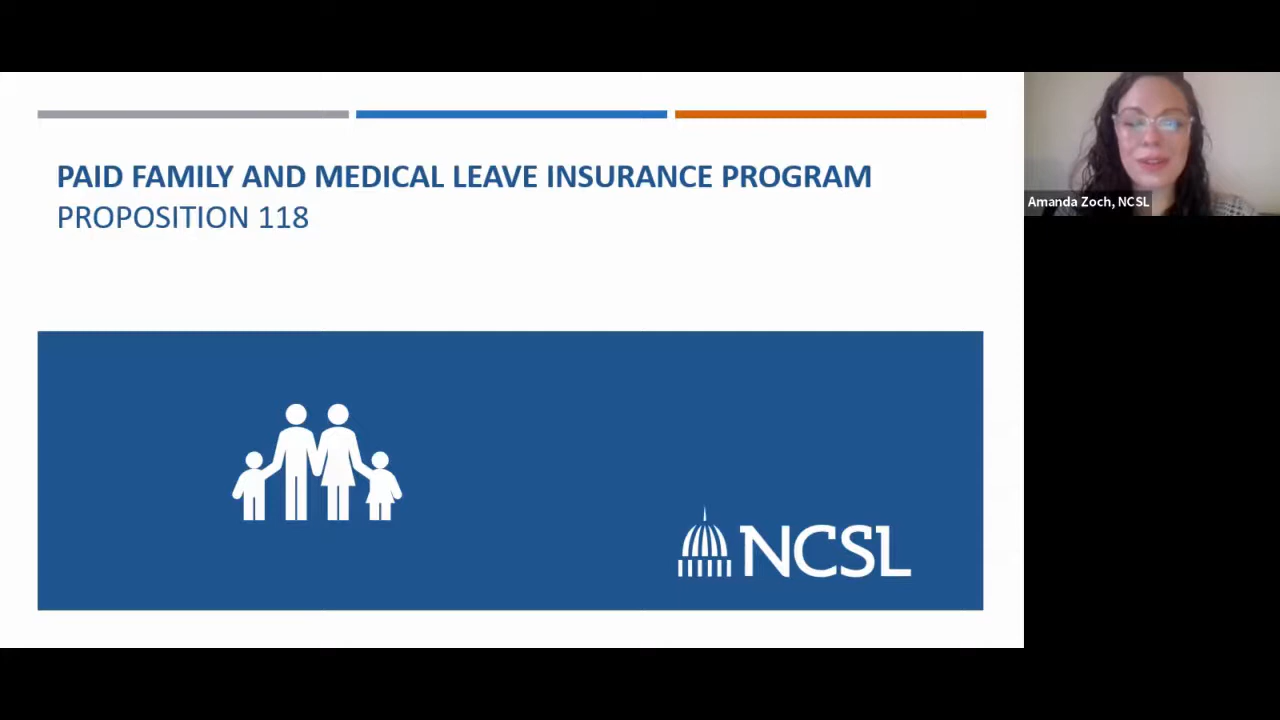 PAID FAMILY AND MEDICAL LEAVE INSURANCE PROGRAM
PROPOSITION 118
Amanda Zoch, NCSL
NCSL